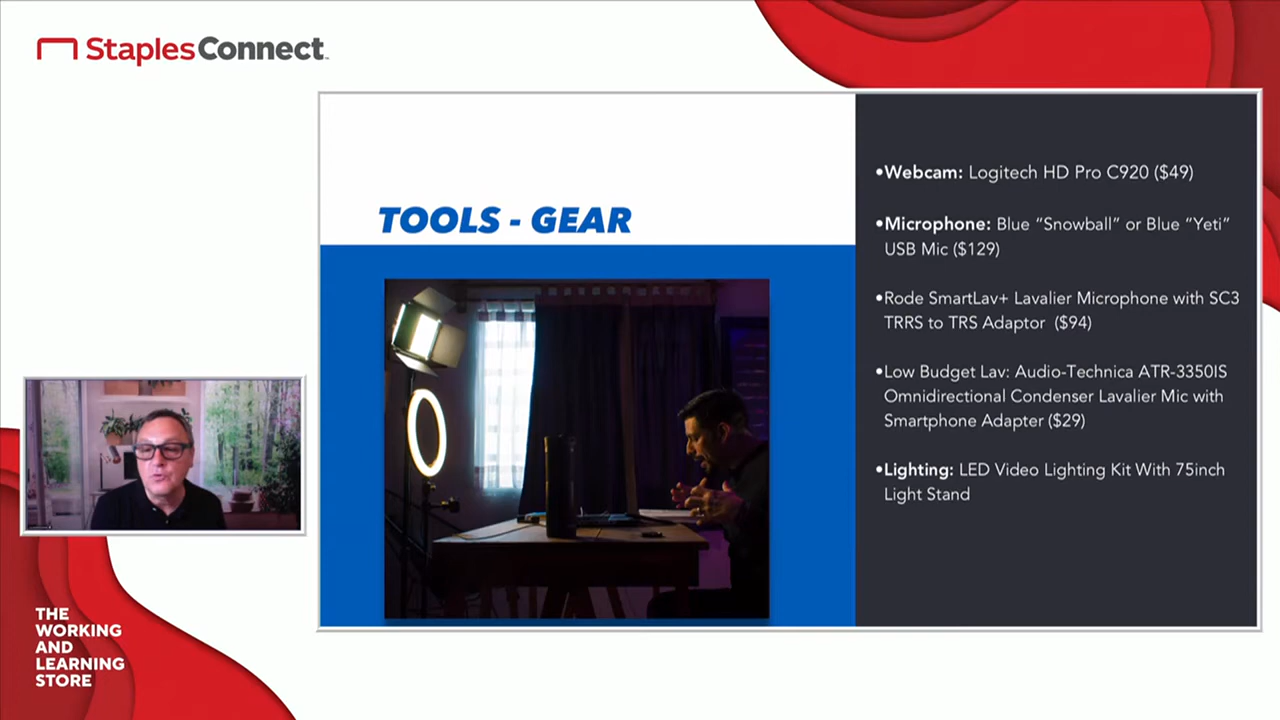 StaplesConnect™
TOOLS - GEAR
•Webcam: Logitech HD Pro C920 ($49)
•Microphone: Blue “Snowball” or Blue “Yeti”
USB Mic ($129)
•Rode SmartLav+ Lavalier Microphone with SC3
TRRS to TRS Adaptor ($94)
•Low Budget Lav: Audio-Technica ATR-3350IS
Omnidirectional Condenser Lavalier Mic with
Smartphone Adapter ($29)
•Lighting: LED Video Lighting Kit With 75inch
Light Stand
THE
WORKING
AND
LEARNING
STORE